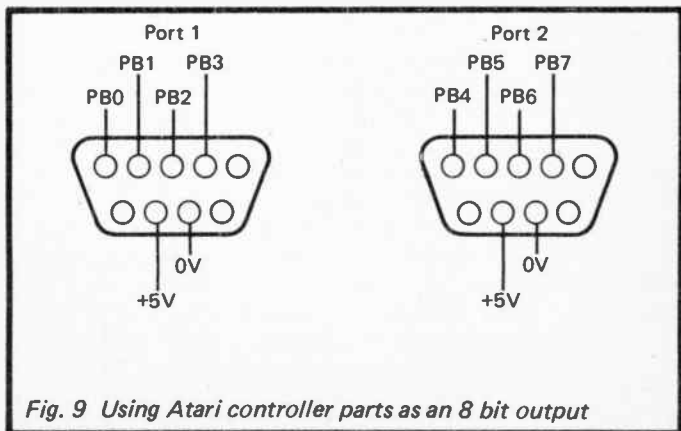 Port 1
PB1 PB3
PB0 PB2
0V
+5V
Port 2
PB5 PB7
PB4 PB6
0V
+5V
Fig. 9 Using Atari controller parts as an 8 bit output